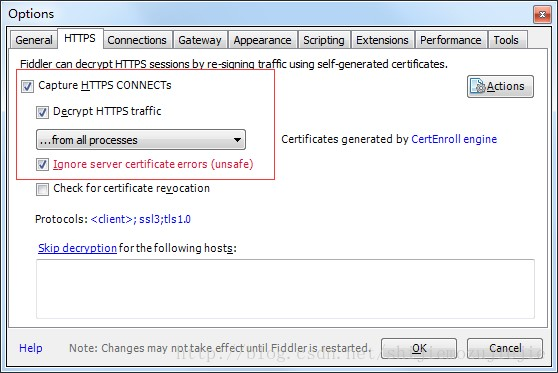 Options
General HTTPS Connections Gateway Appearance Scripting Extensions Performance Tools
Fiddler can decrypt HTTPS sessions by re-signing traffic using self-generated certificates.
Capture HTTPS CONNECTs
Actions
Decrypt HTTPS traffic
...from all processes
Certificates generated by CertEnroll engine
Ignore server certificate errors (unsafe)
Check for certificate revocation
Protocols: <client>; ssl3;tls1.0
Skip decryption for the following hosts:
Help
Note: Changes may not take effect until Fiddler is restarted.
OK
Cancel
http://blog.csdn.net/